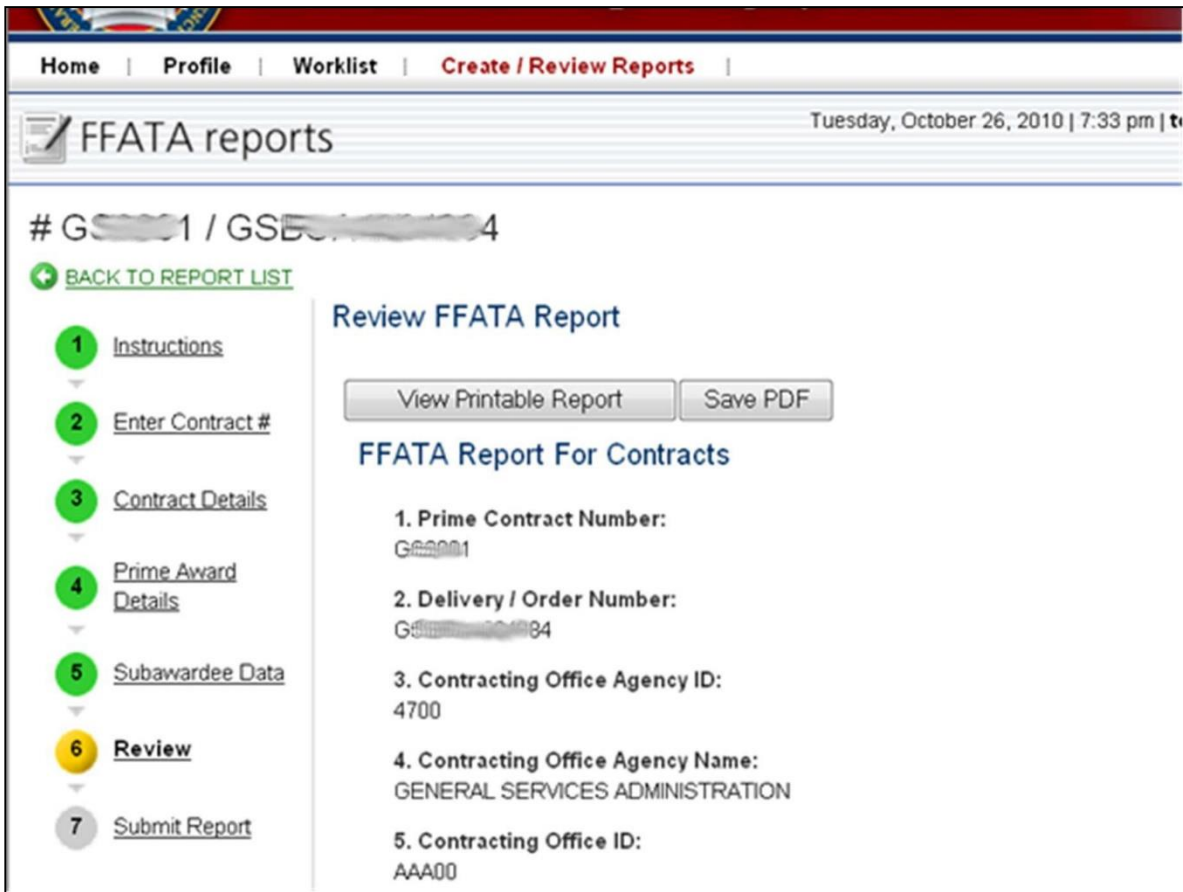 Home | Profile | Worklist | Create / Review Reports |
FFATA reports
Tuesday, October 26, 2010 | 7:33 pm |
BACK TO REPORT LIST
1 Instructions
2 Enter Contract #
3 Contract Details
4 Prime Award
Details
5 Subawardee Data
6 Review
7 Submit Report
Review FFATA Report
View Printable Report Save PDF
FFATA Report For Contracts
1. Prime Contract Number:
2. Delivery / Order Number:
3. Contracting Office Agency ID:
4700
4. Contracting Office Agency Name:
GENERAL SERVICES ADMINISTRATION
5. Contracting Office ID:
AAA00